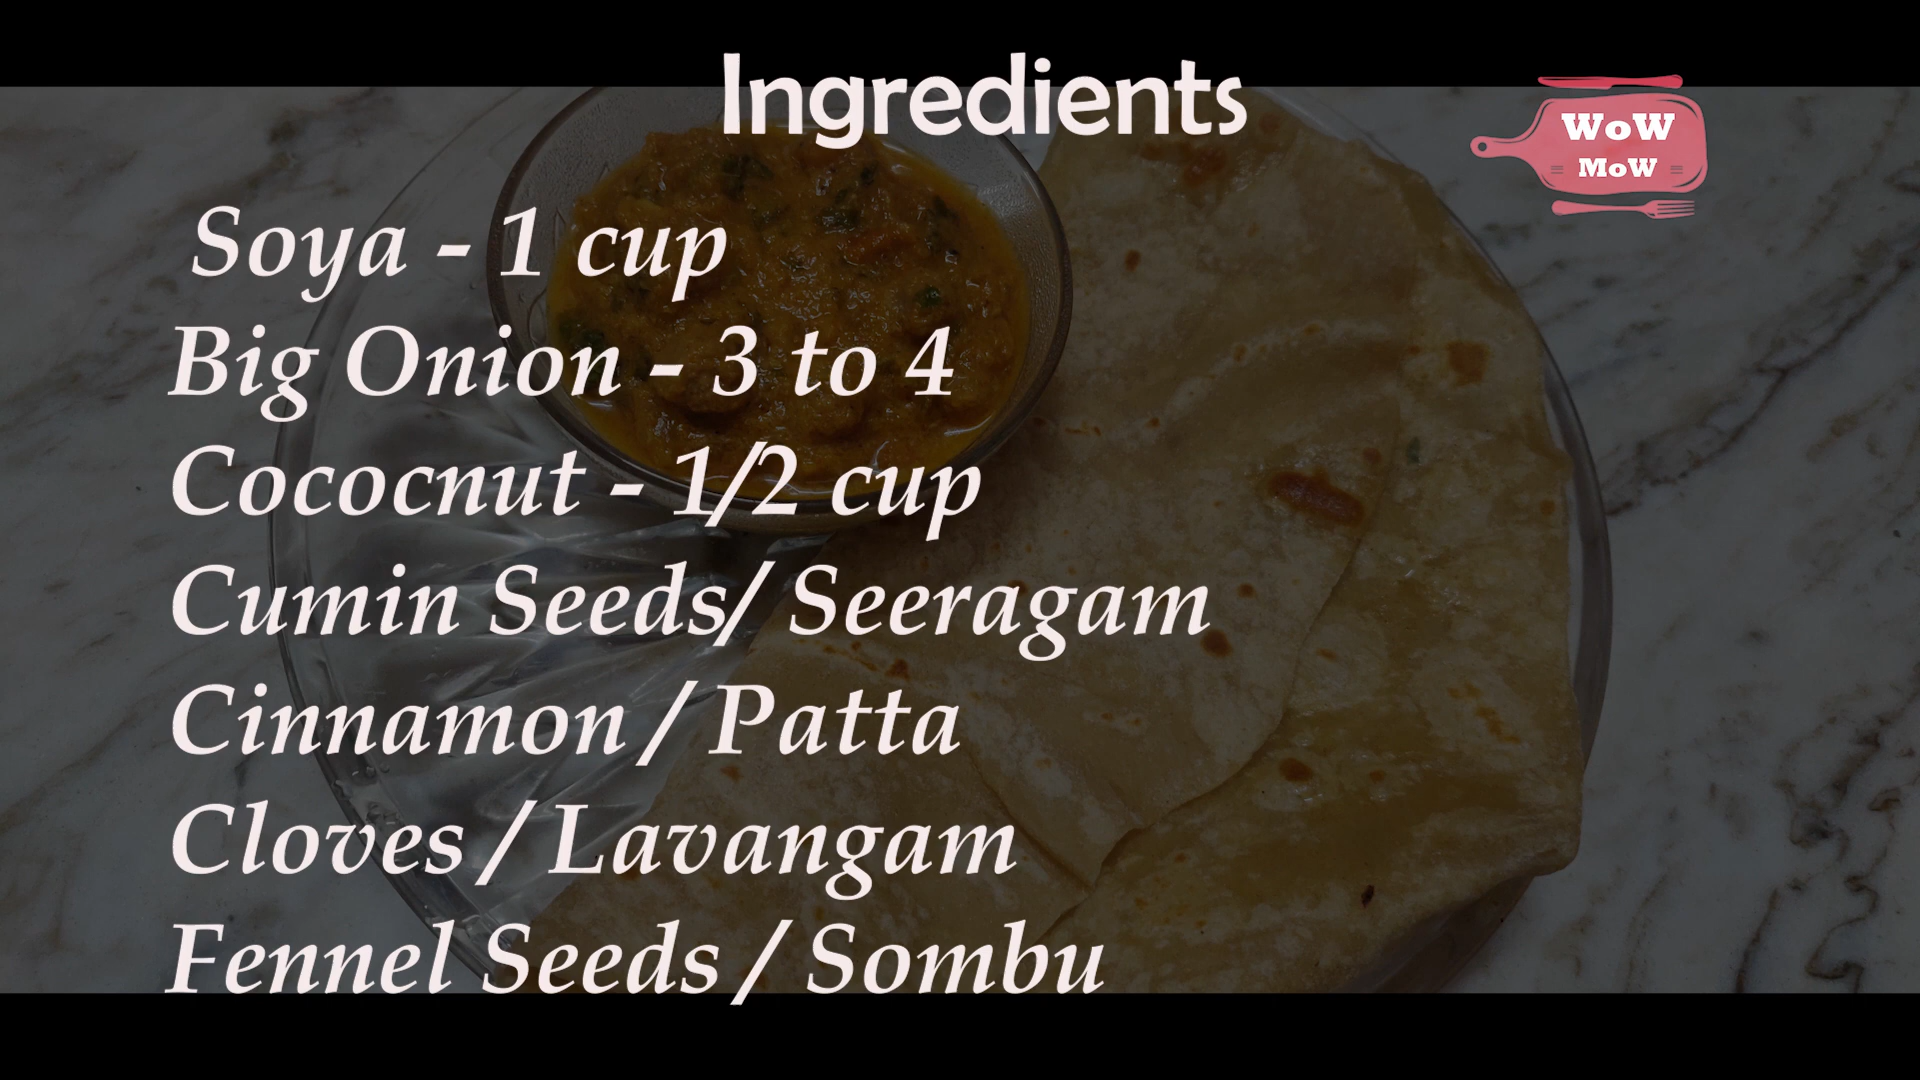 Ingredients
WoW
MoW
Soya - 1 cup
Big Onion - 3 to 4
Cococnut - 1/2 cup
Cumin Seeds/ Seeragam
Cinnamon / Patta
Cloves / Lavangam
Fennel Seeds / Sombu